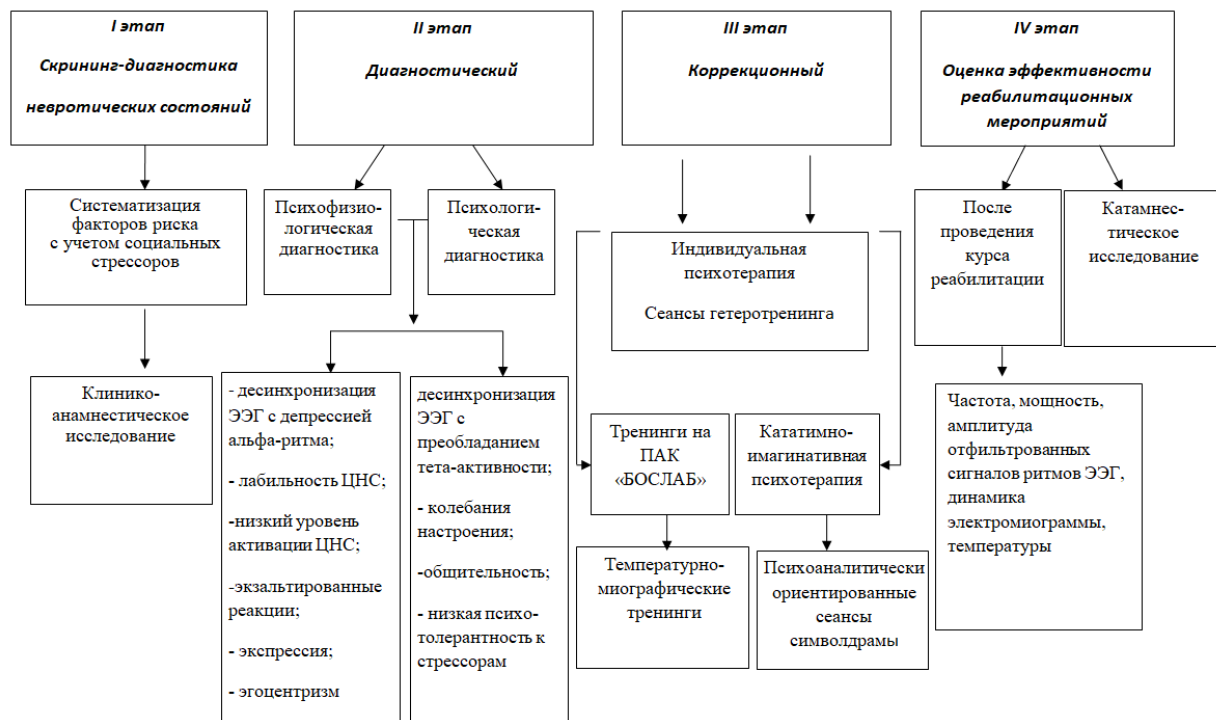 I этап
Скрининг-диагностика
невротических состояний
II этап
Диагностический
III этап
Коррекционный
IV этап
Оценка эффективности
реабилитационных
мероприятий
Систематизация
факторов риска
с учетом социальных
стрессоров
Психофизио-
логическая
диагностика
Психологи-
ческая
диагностика
Индивидуальная
психотерапия
Сеансы гетеротренинга
После
проведения
курса
реабилитации
Катамнес-
тическое
исследование
Клинико-
анамнестическое
исследование
- десинхронизация
ЭЭГ с депрессией
альфа-ритма;
- лабильность ЦНС;
-низкий уровень
активации ЦНС;
-экзальтированные
реакции;
- экспрессия;
- эгоцентризм
десинхронизация
ЭЭГ с
преобладанием
тета-активности;
- колебания
настроения;
-общительность;
- низкая психо-
толерантность к
стрессорам
Тренинги на
ПАК
«БОСЛАБ»
Кататимно-
имагинативная
психотерапия
Температурно-
миографические
тренинги
Психоаналитически
ориентированные
сеансы
символдрамы
Частота, мощность,
амплитуда
отфильтрованных
сигналов ритмов ЭЭГ,
динамика
электромиограммы,
температуры